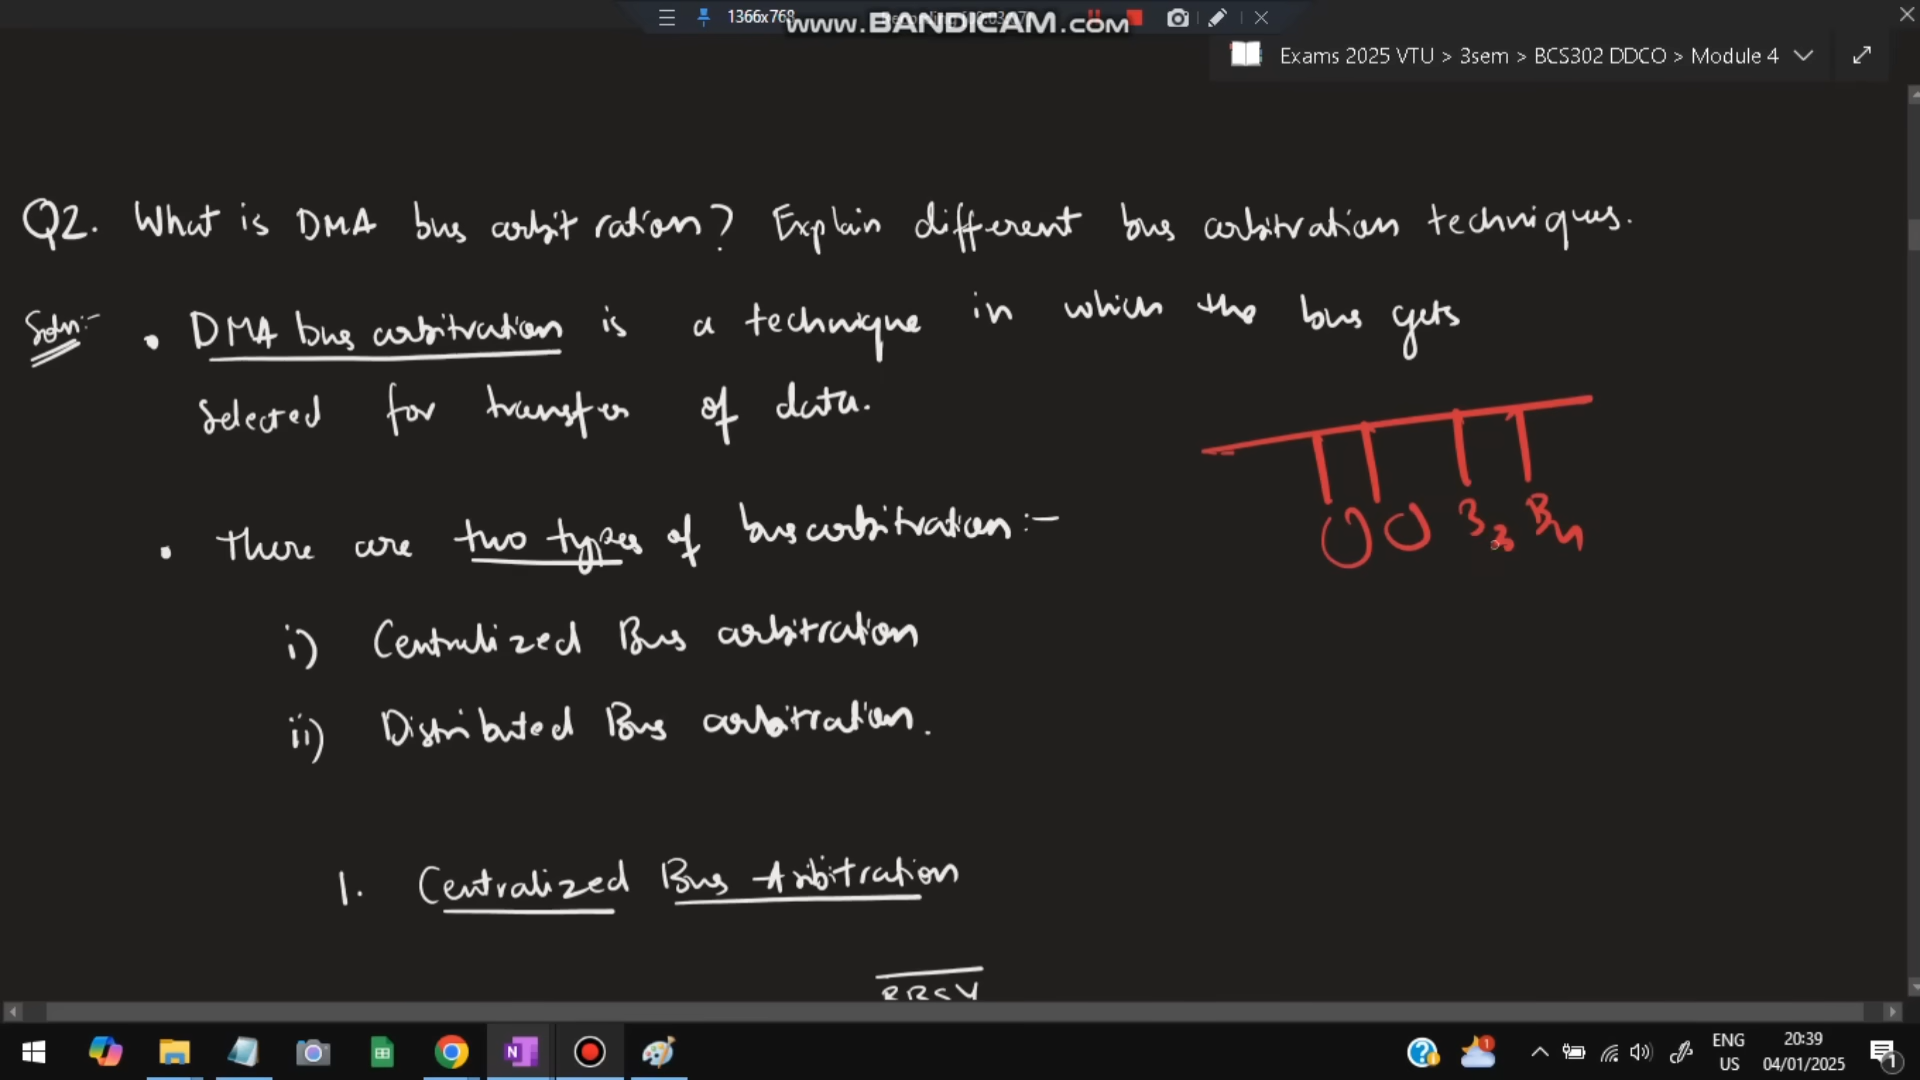 1366x768
www.BANDICAM.com
Exams 2025 VTU > 3sem > BCS302 DDCO > Module 4
Q2. What is DMA bus arbitration? Explain different bus arbitration techniques.
Soln:-
• DMA bus arbitration is a technique in which the bus gets
selected for transfer of data.
• There are two types of bus arbitration:-
i) Centralized Bus arbitration
ii) Distributed Bus arbitration.
1. Centralized Bus Arbitration
BBSY
ENG
US
20:39
04/01/2025